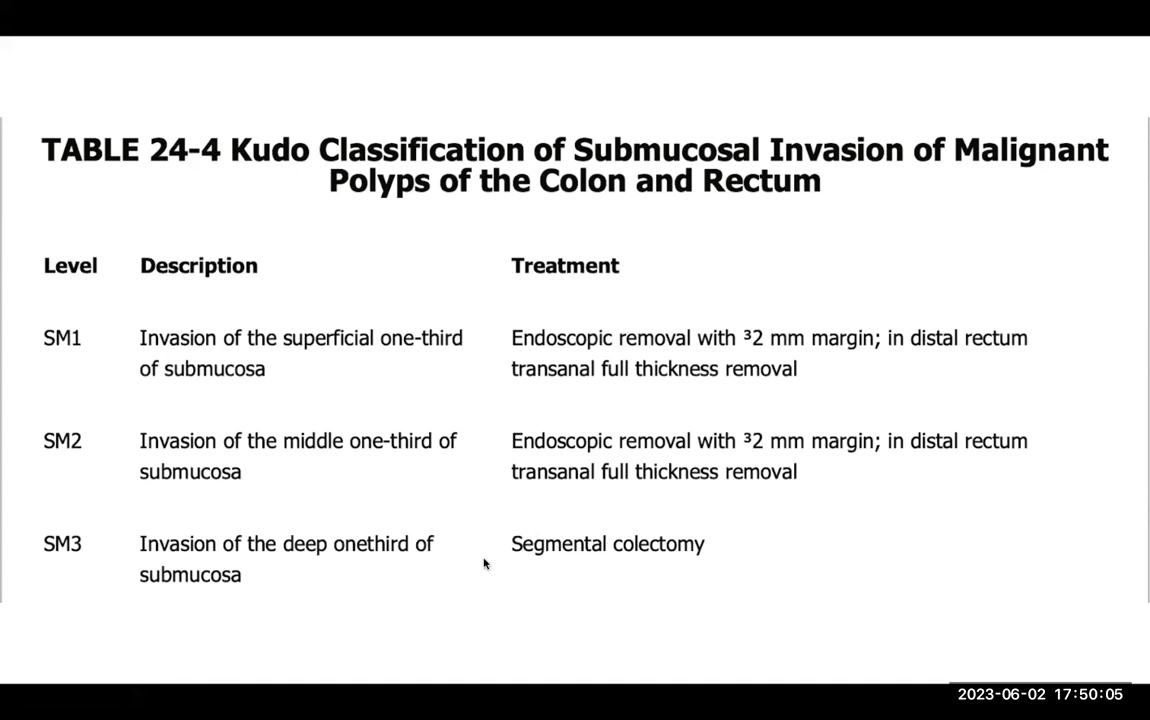 TABLE 24-4 Kudo Classification of Submucosal Invasion of Malignant
Polyps of the Colon and Rectum
Level Description Treatment
SM1 Invasion of the superficial one-third Endoscopic removal with ³2 mm margin; in distal rectum
of submucosa transanal full thickness removal
SM2 Invasion of the middle one-third of Endoscopic removal with ³2 mm margin; in distal rectum
submucosa transanal full thickness removal
SM3 Invasion of the deep onethird of Segmental colectomy
submucosa
2023-06-02 17:50:05